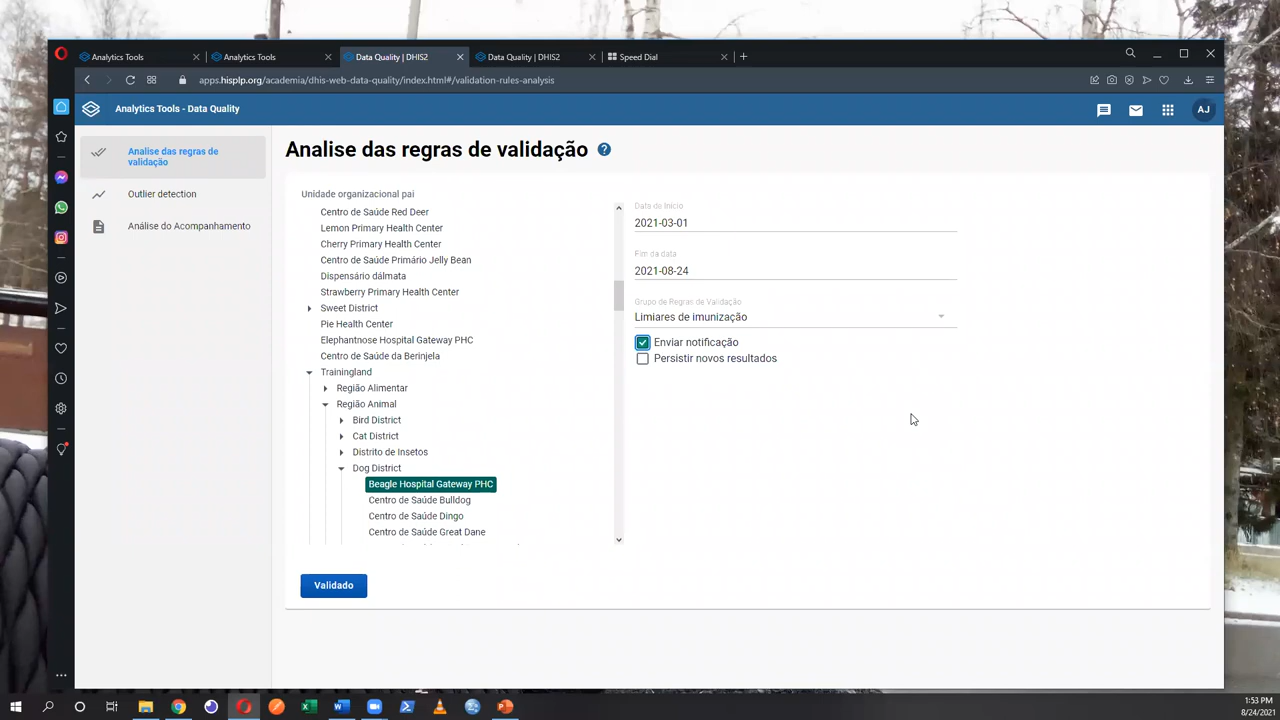 Analytics Tools
Analytics Tools
Data Quality | DHIS2
Data Quality | DHIS2
Speed Dial
apps.hisplp.org/academia/dhis-web-data-quality/index.html#/validation-rules-analysis
Analytics Tools - Data Quality
AJ
Analise das regras de
validação
Outlier detection
Análise do Acompanhamento
Analise das regras de validação
Unidade organizacional pai
Centro de Saúde Red Deer
Lemon Primary Health Center
Cherry Primary Health Center
Centro de Saúde Primário Jelly Bean
Dispensário dálmata
Strawberry Primary Health Center
Sweet District
Pie Health Center
Elephantnose Hospital Gateway PHC
Centro de Saúde da Berinjela
Trainingland
Região Alimentar
Região Animal
Bird District
Cat District
Distrito de Insetos
Dog District
Beagle Hospital Gateway PHC
Centro de Saúde Bulldog
Centro de Saúde Dingo
Centro de Saúde Great Dane
Data do Início
2021-03-01
Fim da data
2021-08-24
Grupo de Regras de Validação
Limiares de imunização
Enviar notificação
Persistir novos resultados
Validado
1:53 PM
8/24/2021